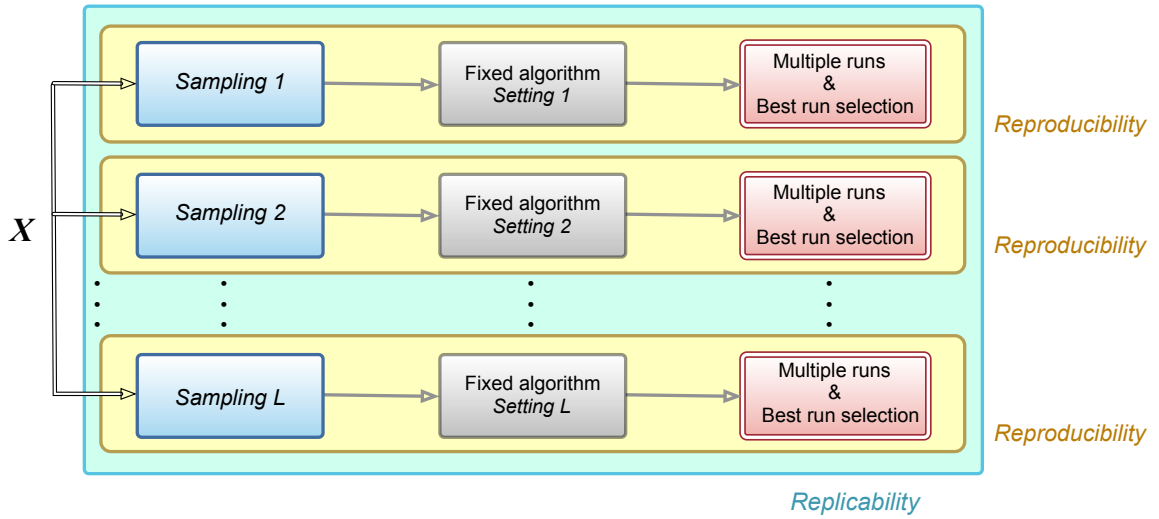 X
Sampling 1
Fixed algorithm
Setting 1
Multiple runs
&
Best run selection
Reproducibility
Sampling 2
Fixed algorithm
Setting 2
Multiple runs
&
Best run selection
Reproducibility
Sampling L
Fixed algorithm
Setting L
Multiple runs
&
Best run selection
Reproducibility
Replicability